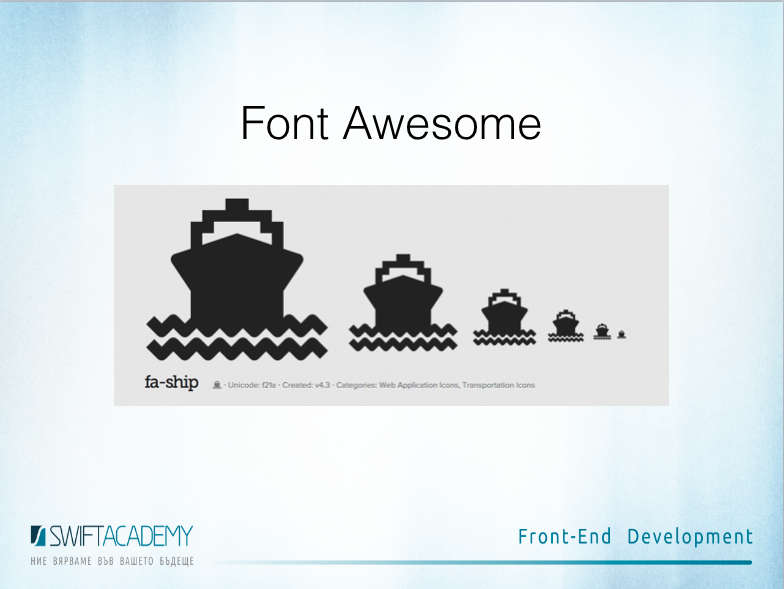 Font Awesome
fa-ship
· Unicode: f21a · Created: v4.3 · Categories: Web Application Icons, Transportation Icons
SWIFTACADEMY
НИЕ ВЯРВАМЕ ВЪВ ВАШЕТО БЪДЕЩЕ
Front-End Development